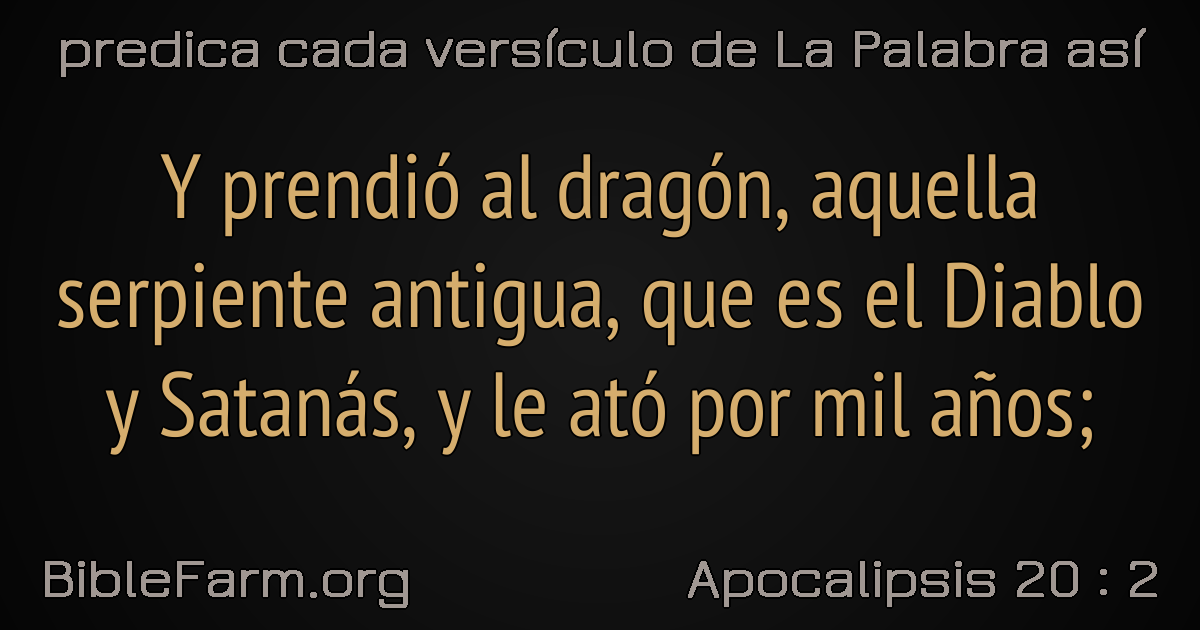 predica cada versículo de La Palabra así
Y prendió al dragón, aquella
serpiente antigua, que es el Diablo
y Satanás, y le ató por mil años;
BibleFarm.org
Apocalipsis 20 : 2